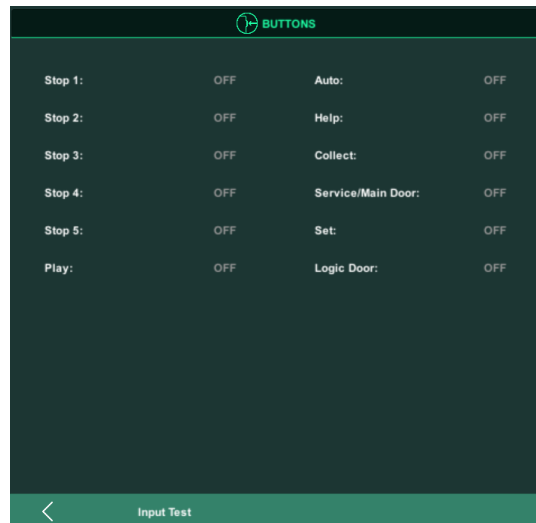 BUTTONS
Stop 1: OFF Auto: OFF
Stop 2: OFF Help: OFF
Stop 3: OFF Collect: OFF
Stop 4: OFF Service/Main Door: OFF
Stop 5: OFF Set: OFF
Play: OFF Logic Door: OFF
Input Test